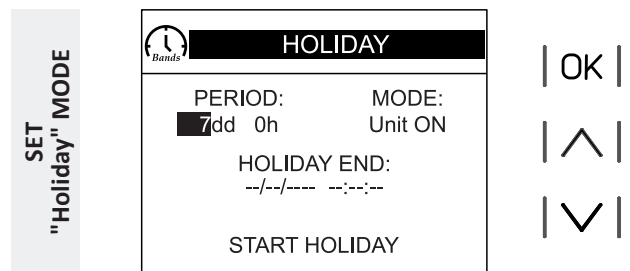 SET
"Holiday" MODE
Bands
HOLIDAY
PERIOD: MODE:
7dd 0h Unit ON
HOLIDAY END:
--/--/---- --:--:--
START HOLIDAY
OK